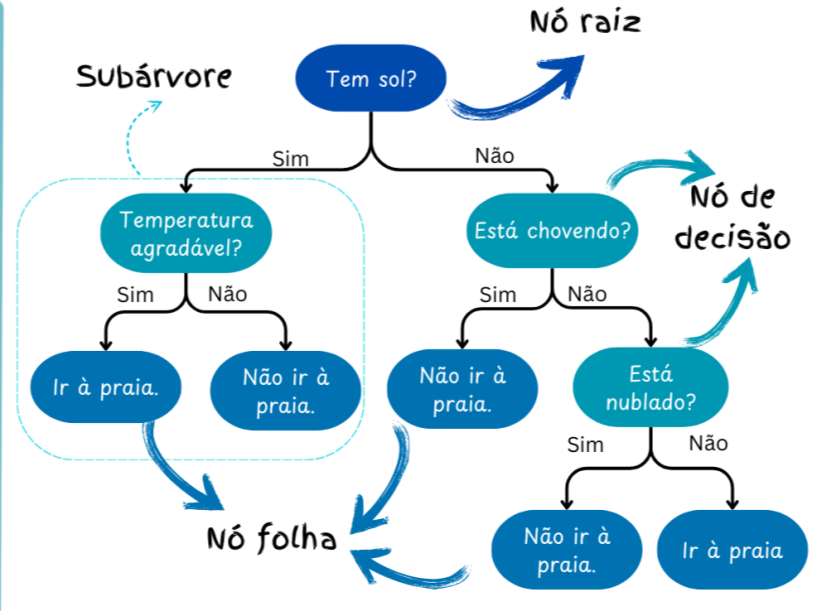 Nó raiz
Subárvore
Tem sol?
Sim
Não
Nó de
decisão
Temperatura
agradável?
Está chovendo?
Sim
Não
Sim
Não
Ir à praia.
Não ir à
praia.
Não ir à
praia.
Está
nublado?
Sim
Não
Nó folha
Não ir à
praia.
Ir à praia